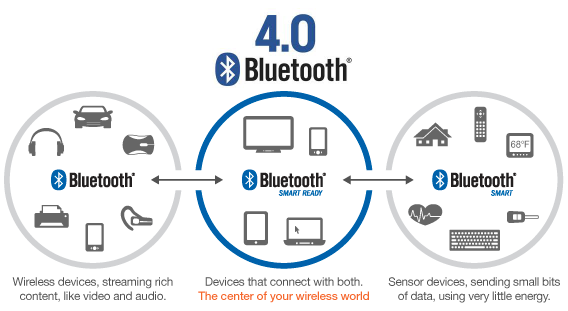 4.0
Bluetooth®
68°F
Bluetooth®
Bluetooth®
SMART READY
Bluetooth®
SMART
Wireless devices, streaming rich
content, like video and audio.
Devices that connect with both.
The center of your wireless world
Sensor devices, sending small bits
of data, using very little energy.